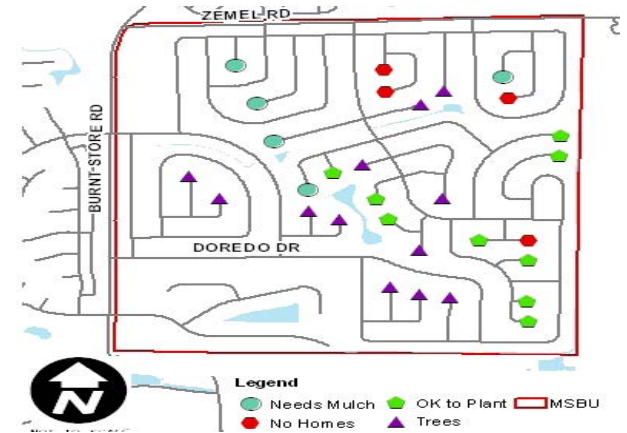 ZEMEL RD
BURNT-STORE RD
DOREDO DR
N
Legend
Needs Mulch OK to Plant MSBU
No Homes Trees